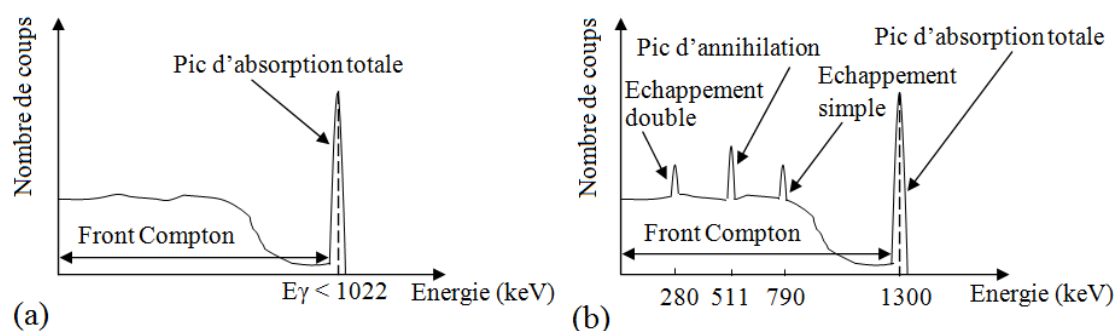 Nombre de coups
Pic d’absorption totale
Front Compton
Eγ < 1022
Energie (keV)
(a)
Nombre de coups
Pic d’annihilation
Pic d’absorption totale
Echappement
double
Echappement
simple
Front Compton
280 511 790 1300
Energie (keV)
(b)